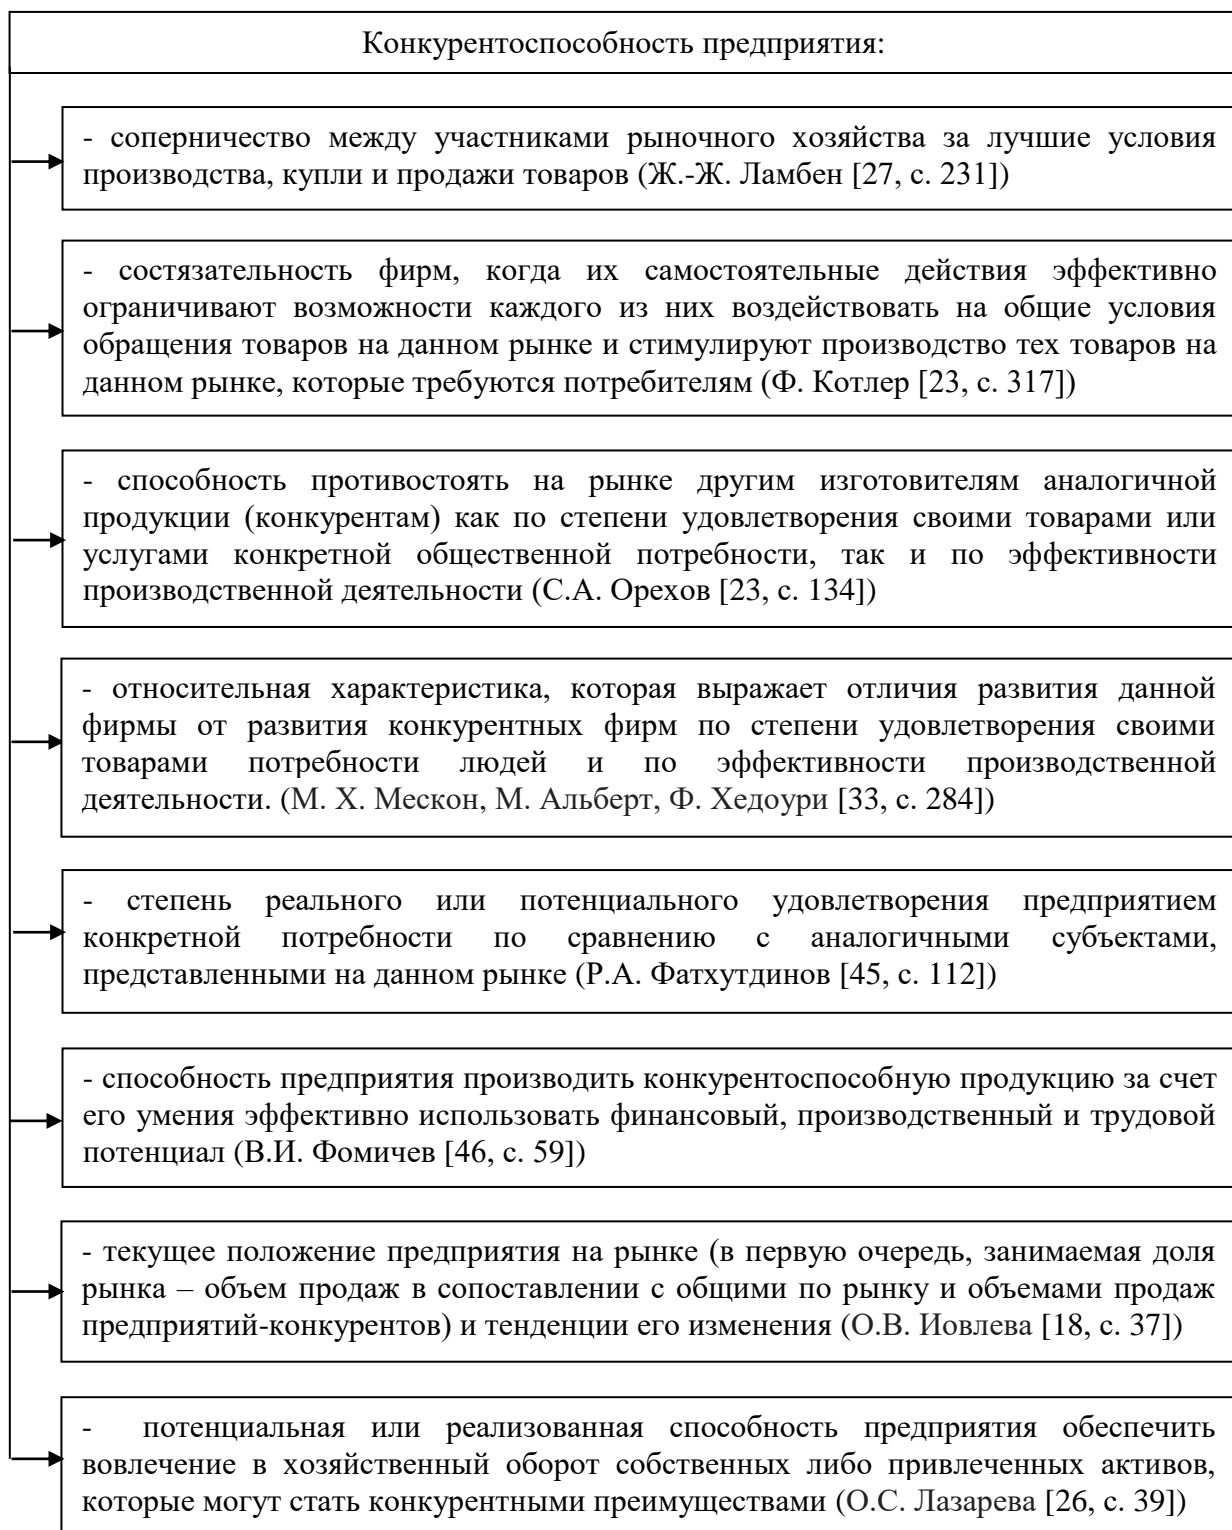 Конкурентоспособность предприятия:
- соперничество между участниками рыночного хозяйства за лучшие условия
производства, купли и продажи товаров (Ж.-Ж. Ламбен [27, с. 231])
- состязательность фирм, когда их самостоятельные действия эффективно
ограничивают возможности каждого из них воздействовать на общие условия
обращения товаров на данном рынке и стимулируют производство тех товаров на
данном рынке, которые требуются потребителям (Ф. Котлер [23, с. 317])
- способность противостоять на рынке другим изготовителям аналогичной
продукции (конкурентам) как по степени удовлетворения своими товарами или
услугами конкретной общественной потребности, так и по эффективности
производственной деятельности (С.А. Орехов [23, с. 134])
- относительная характеристика, которая выражает отличия развития данной
фирмы от развития конкурентных фирм по степени удовлетворения своими
товарами потребности людей и по эффективности производственной
деятельности. (М. Х. Мескон, М. Альберт, Ф. Хедоури [33, с. 284])
- степень реального или потенциального удовлетворения предприятием
конкретной потребности по сравнению с аналогичными субъектами,
представленными на данном рынке (Р.А. Фатхутдинов [45, с. 112])
- способность предприятия производить конкурентоспособную продукцию за счет
его умения эффективно использовать финансовый, производственный и трудовой
потенциал (В.И. Фомичев [46, с. 59])
- текущее положение предприятия на рынке (в первую очередь, занимаемая доля
рынка – объем продаж в сопоставлении с общими по рынку и объемами продаж
предприятий-конкурентов) и тенденции его изменения (О.В. Иовлева [18, с. 37])
- потенциальная или реализованная способность предприятия обеспечить
вовлечение в хозяйственный оборот собственных либо привлеченных активов,
которые могут стать конкурентными преимуществами (О.С. Лазарева [26, с. 39])